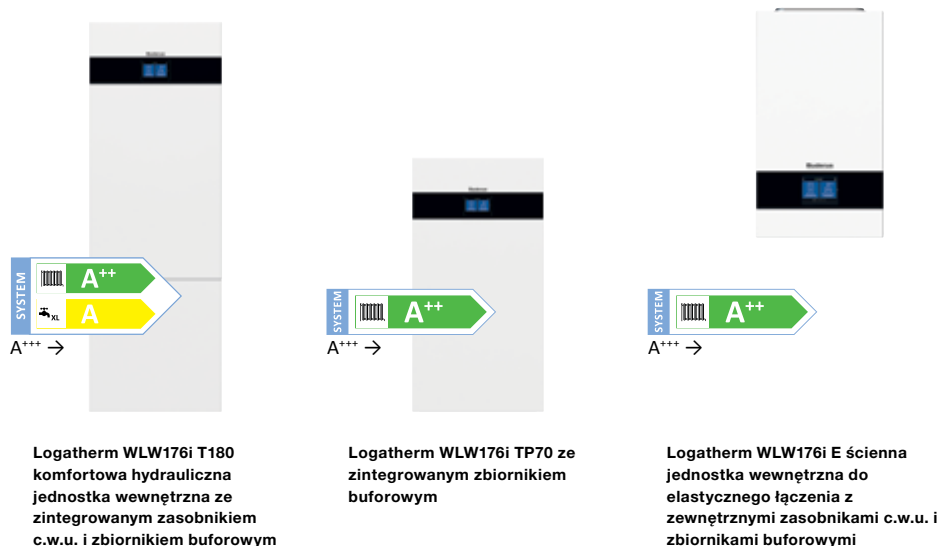 SYSTEM
A++
XL
A
A+++ →
SYSTEM
A++
A+++ →
SYSTEM
A++
A+++ →
Logatherm WLW176i T180
komfortowa hydrauliczna
jednostka wewnętrzna ze
zintegrowanym zasobnikiem
c.w.u. i zbiornikiem buforowym
Logatherm WLW176i TP70 ze
zintegrowanym zbiornikiem
buforowym
Logatherm WLW176i E ścienna
jednostka wewnętrzna do
elastycznego łączenia z
zewnętrznymi zasobnikami c.w.u. i
zbiornikami buforowymi